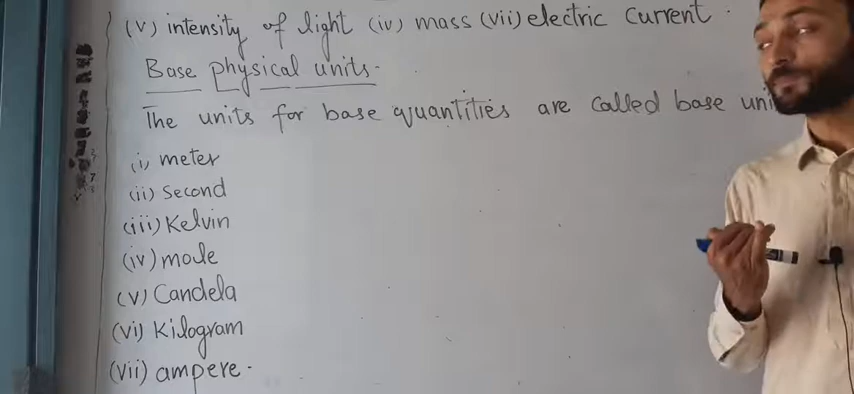 (v) intensity of light (iv) mass (vii) electric current.
Base physical units.
The units for base quantities are called base uni
(i) meter
(ii) Second
(iii) Kelvin
(iv) mole
(v) Candela
(vi) Kilogram
(vii) ampere.